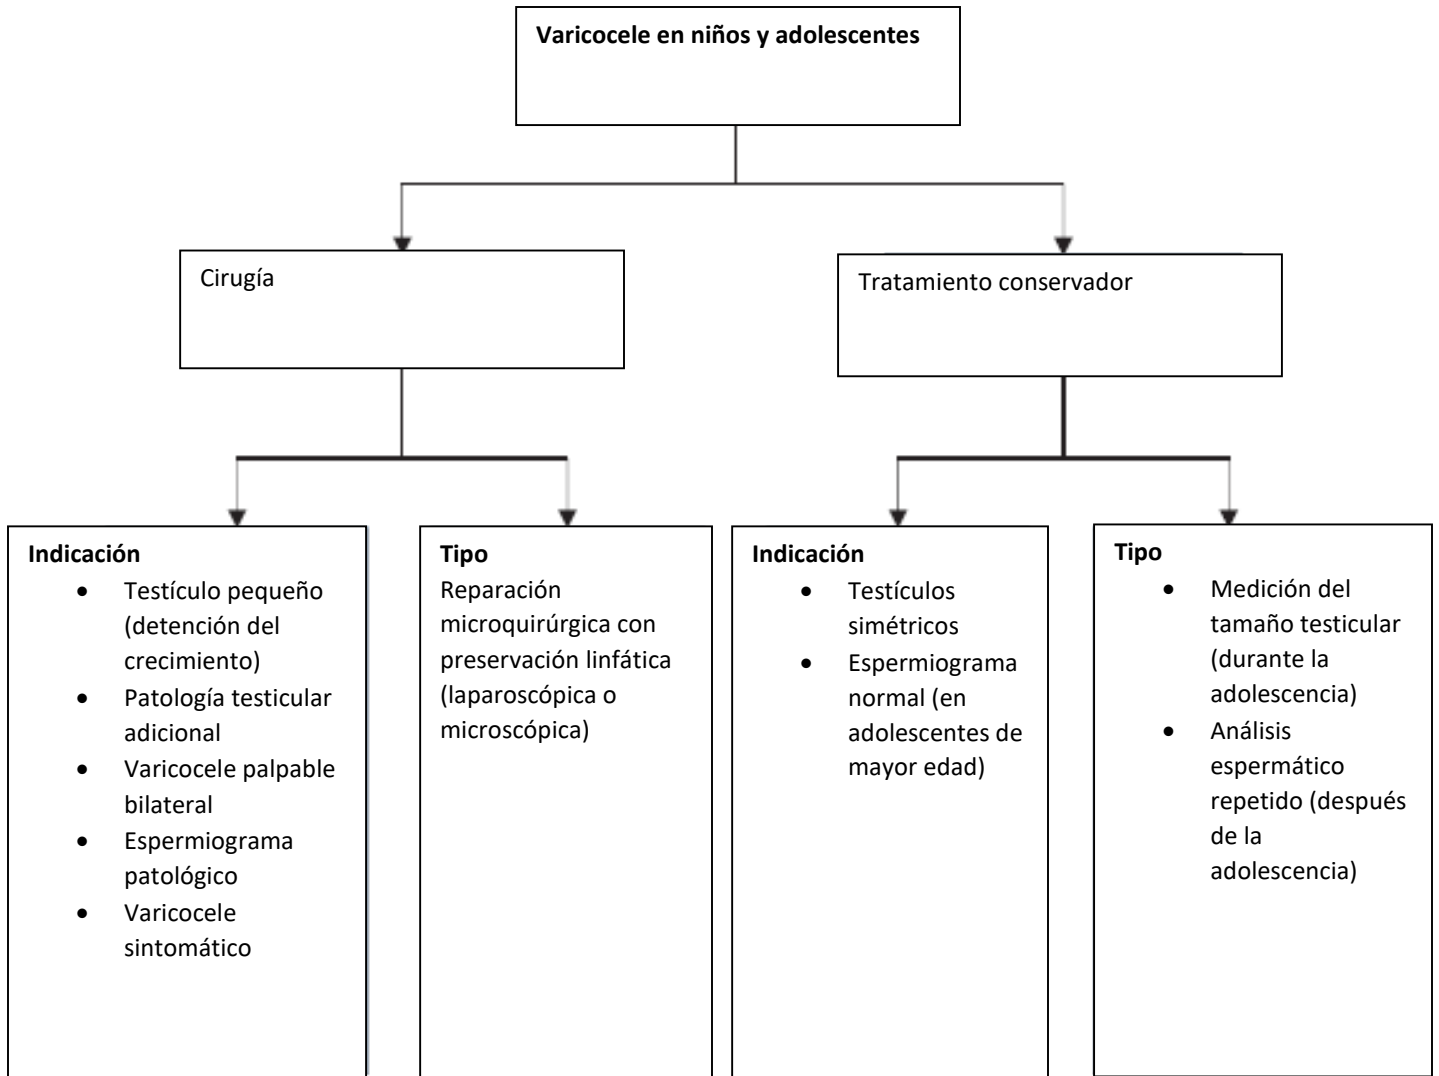 Varicocele en niños y adolescentes
Cirugía
Tratamiento conservador
Indicación
• Testículo pequeño
(detención del
crecimiento)
• Patología testicular
adicional
• Varicocele palpable
bilateral
• Espermiograma
patológico
• Varicocele
sintomático
Tipo
Reparación
microquirúrgica con
preservación linfática
(laparoscópica o
microscópica)
Indicación
• Testículos
simétricos
• Espermiograma
normal (en
adolescentes de
mayor edad)
Tipo
• Medición del
tamaño testicular
(durante la
adolescencia)
• Análisis
espermático
repetido (después
de la
adolescencia)